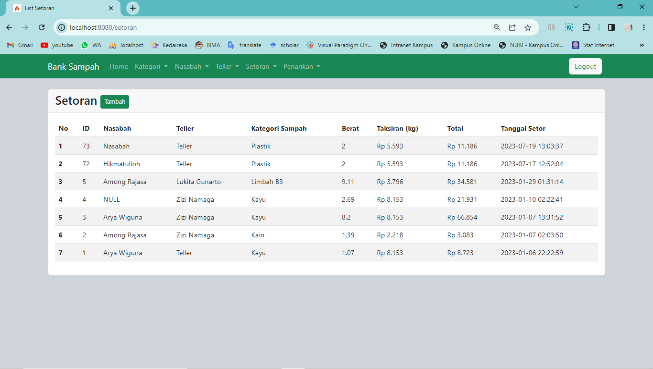 List Setoran
localhost:8080/setoran
Gmail youtube WA localhost Kedaireka BIMA translate scholar Visual Paradigm On... Intranet Kampus Kampus Online NURI - Kampus Onl... Stat Internet »
Bank Sampah Home Kategori Nasabah Teller Setoran Penarikan Logout
Setoran Tambah
No ID Nasabah Teller Kategori Sampah Berat Taksiran (kg) Total Tanggal Setor
1 73 Nasabah Teller Plastik 2 Rp 5.593 Rp 11.186 2023-07-19 13:03:37
2 72 Hikmatulloh Teller Plastik 2 Rp 5.593 Rp 11.186 2023-07-17 12:52:04
3 5 Among Rajasa Lukita Gunarto Limbah B3 9.11 Rp 3.796 Rp 34.581 2023-01-29 01:31:14
4 4 NULL Zizi Namaga Kayu 2.69 Rp 8.153 Rp 21.931 2023-01-10 02:22:41
5 3 Arya Wiguna Zizi Namaga Kayu 8.2 Rp 8.153 Rp 66.854 2023-01-07 13:31:52
6 2 Among Rajasa Zizi Namaga Kain 1.39 Rp 2.218 Rp 3.083 2023-01-07 02:03:50
7 1 Arya Wiguna Teller Kayu 1.07 Rp 8.153 Rp 8.723 2023-01-06 22:22:59